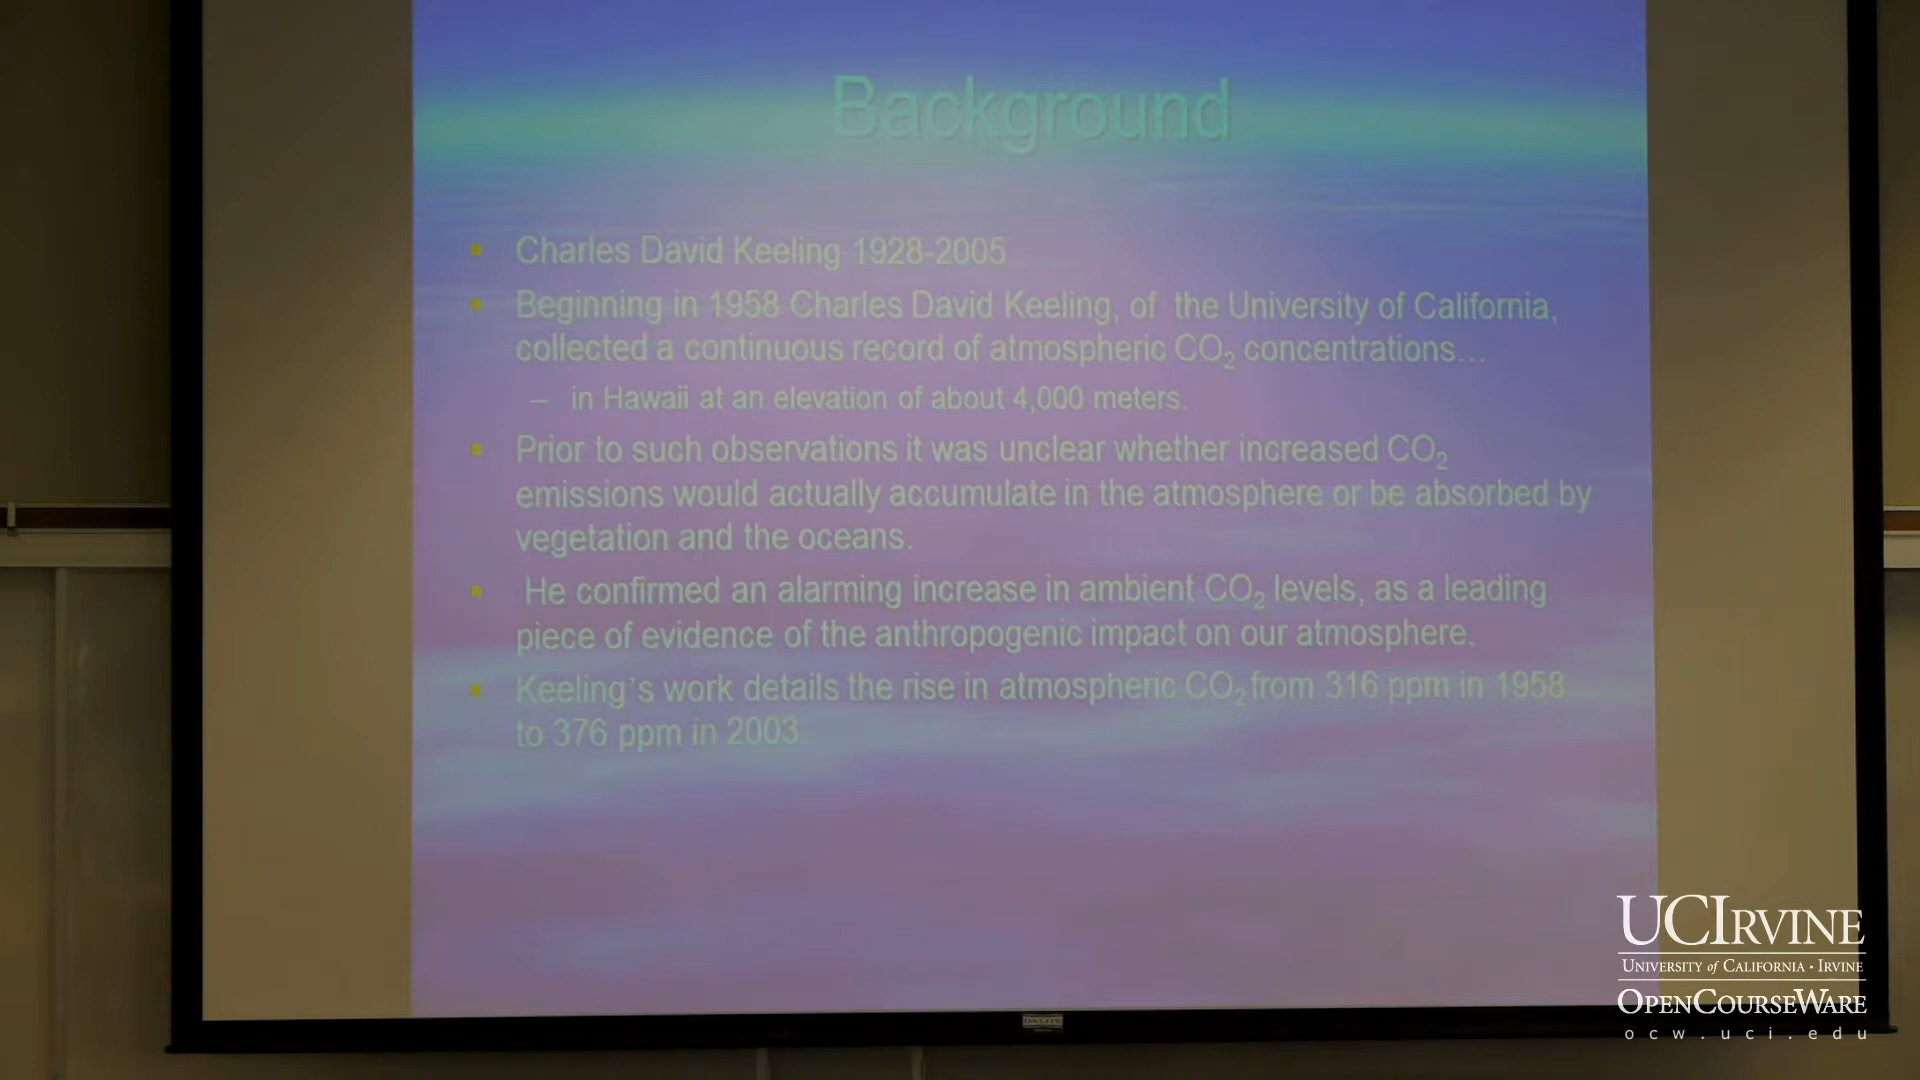 Background
▪ Charles David Keeling 1928-2005
▪ Beginning in 1958 Charles David Keeling, of the University of California,
collected a continuous record of atmospheric CO₂ concentrations…
– in Hawaii at an elevation of about 4,000 meters.
▪ Prior to such observations it was unclear whether increased CO₂
emissions would actually accumulate in the atmosphere or be absorbed by
vegetation and the oceans.
▪ He confirmed an alarming increase in ambient CO₂ levels, as a leading
piece of evidence of the anthropogenic impact on our atmosphere.
▪ Keeling's work details the rise in atmospheric CO₂ from 316 ppm in 1958
to 376 ppm in 2003
DA-LITE
UCIRVINE
UNIVERSITY of CALIFORNIA · IRVINE
OPENCOURSEWARE
ocw.uci.edu